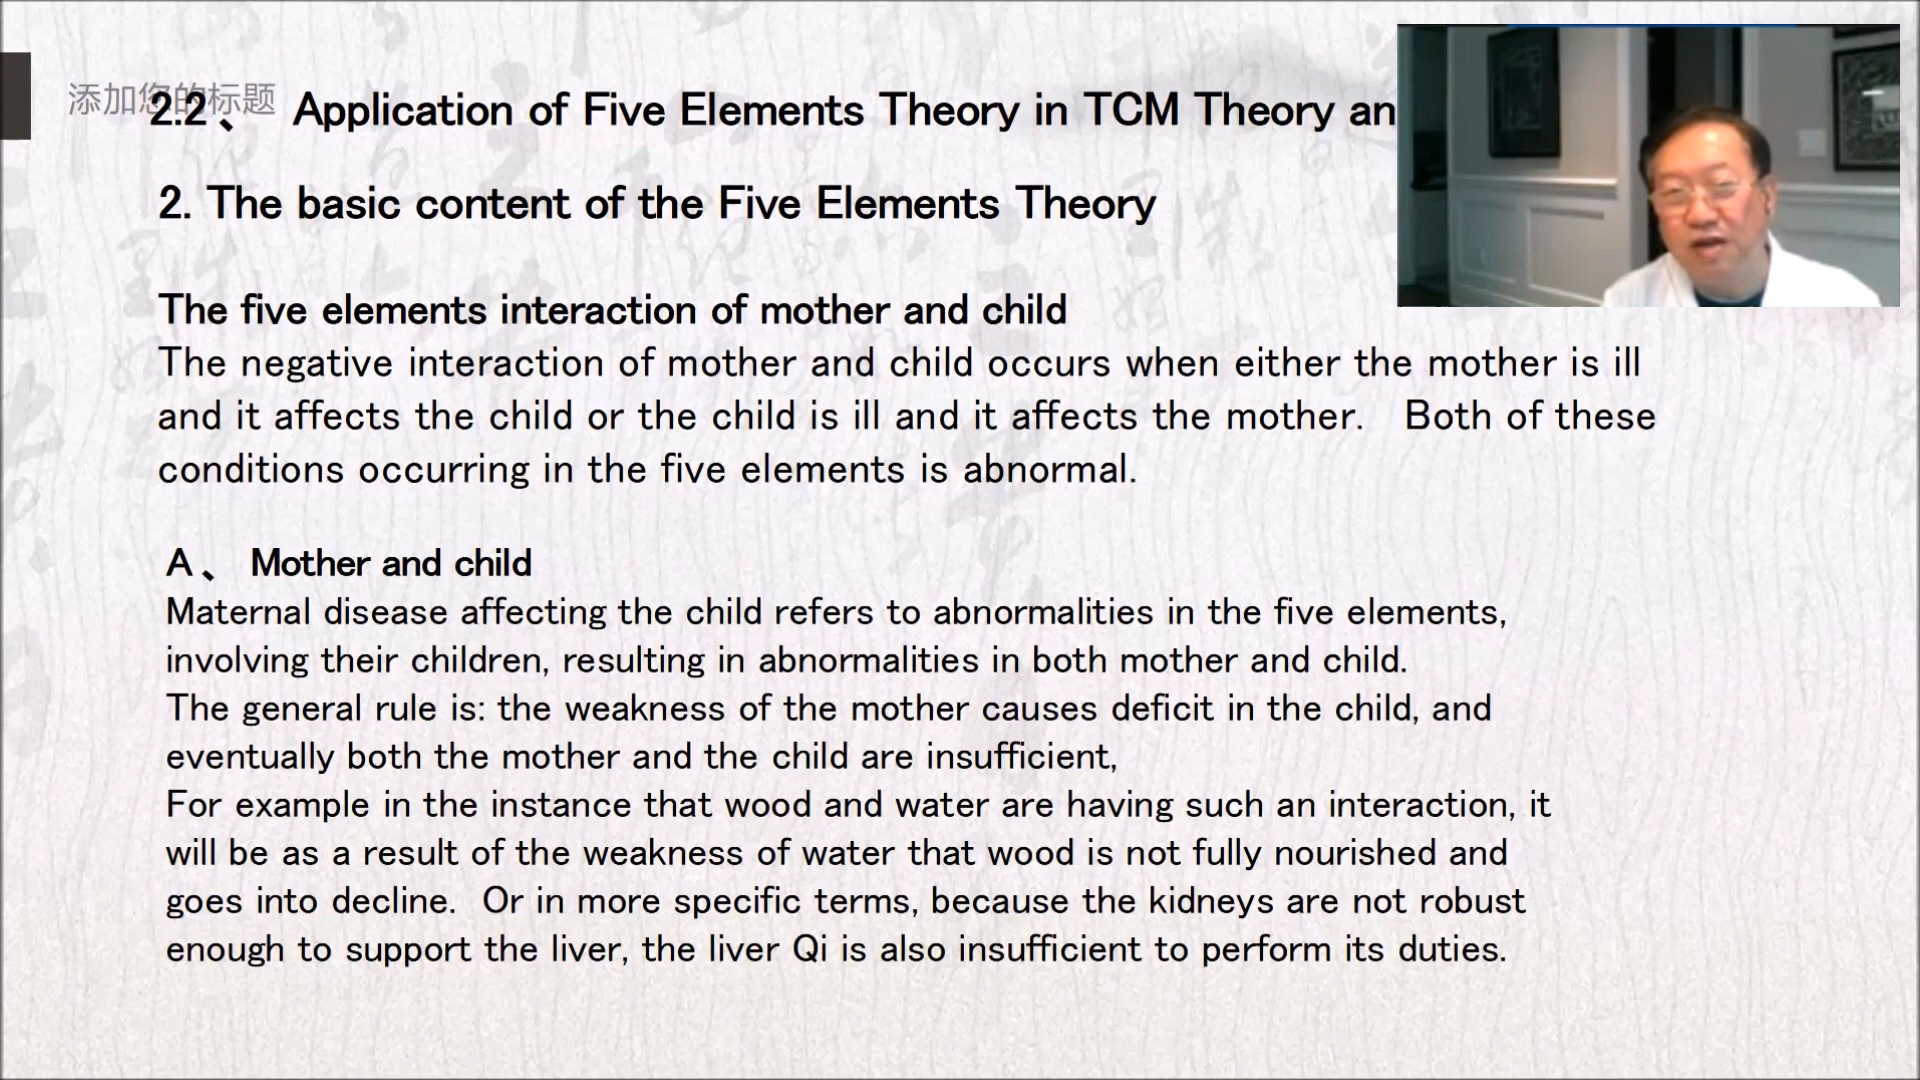 添加您的标题
2.2、 Application of Five Elements Theory in TCM Theory an
2. The basic content of the Five Elements Theory
The five elements interaction of mother and child
The negative interaction of mother and child occurs when either the mother is ill
and it affects the child or the child is ill and it affects the mother. Both of these
conditions occurring in the five elements is abnormal.
A、 Mother and child
Maternal disease affecting the child refers to abnormalities in the five elements,
involving their children, resulting in abnormalities in both mother and child.
The general rule is: the weakness of the mother causes deficit in the child, and
eventually both the mother and the child are insufficient,
For example in the instance that wood and water are having such an interaction, it
will be as a result of the weakness of water that wood is not fully nourished and
goes into decline. Or in more specific terms, because the kidneys are not robust
enough to support the liver, the liver Qi is also insufficient to perform its duties.